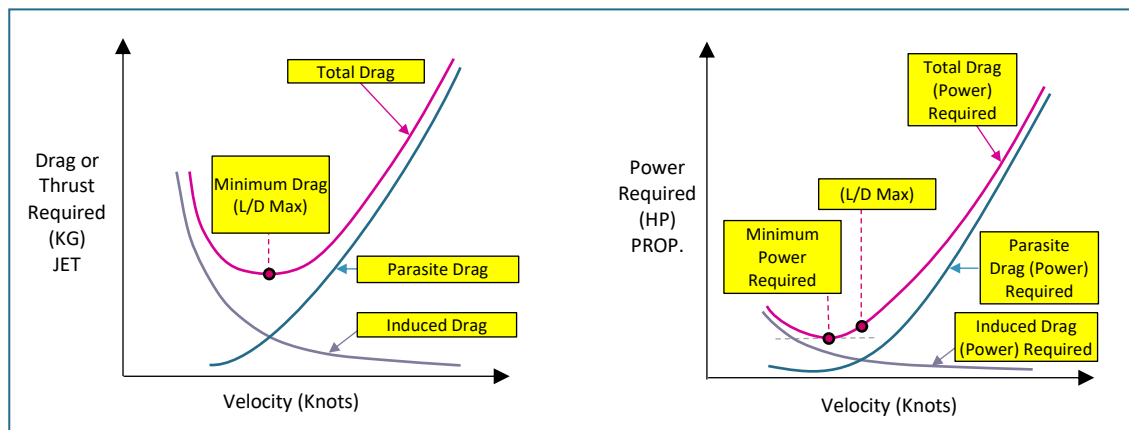 Total Drag
Drag or
Thrust
Required
(KG)
JET
Minimum Drag
(L/D Max)
Parasite Drag
Induced Drag
Velocity (Knots)
Total Drag
(Power)
Required
Power
Required
(HP)
PROP.
(L/D Max)
Minimum
Power
Required
Parasite
Drag (Power)
Required
Induced Drag
(Power) Required
Velocity (Knots)